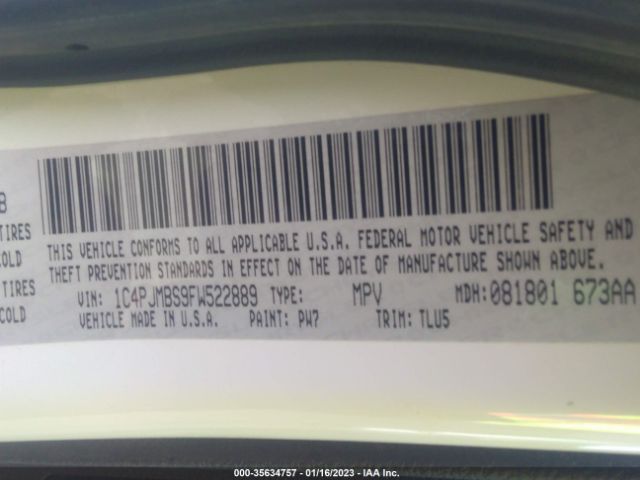 8
TIRES
COLD
TIRES
COLD
THIS VEHICLE CONFORMS TO ALL APPLICABLE U.S.A. FEDERAL MOTOR VEHICLE SAFETY AND
THEFT PREVENTION STANDARDS IN EFFECT ON THE DATE OF MANUFACTURE SHOWN ABOVE.
VIN: 1C4PJMBS9FW522889 TYPE: MPV MDH: 081801 673AA
VEHICLE MADE IN U.S.A. PAINT: PW7 TRIM: TLU5
000-35634757 - 01/16/2023 - IAA Inc.